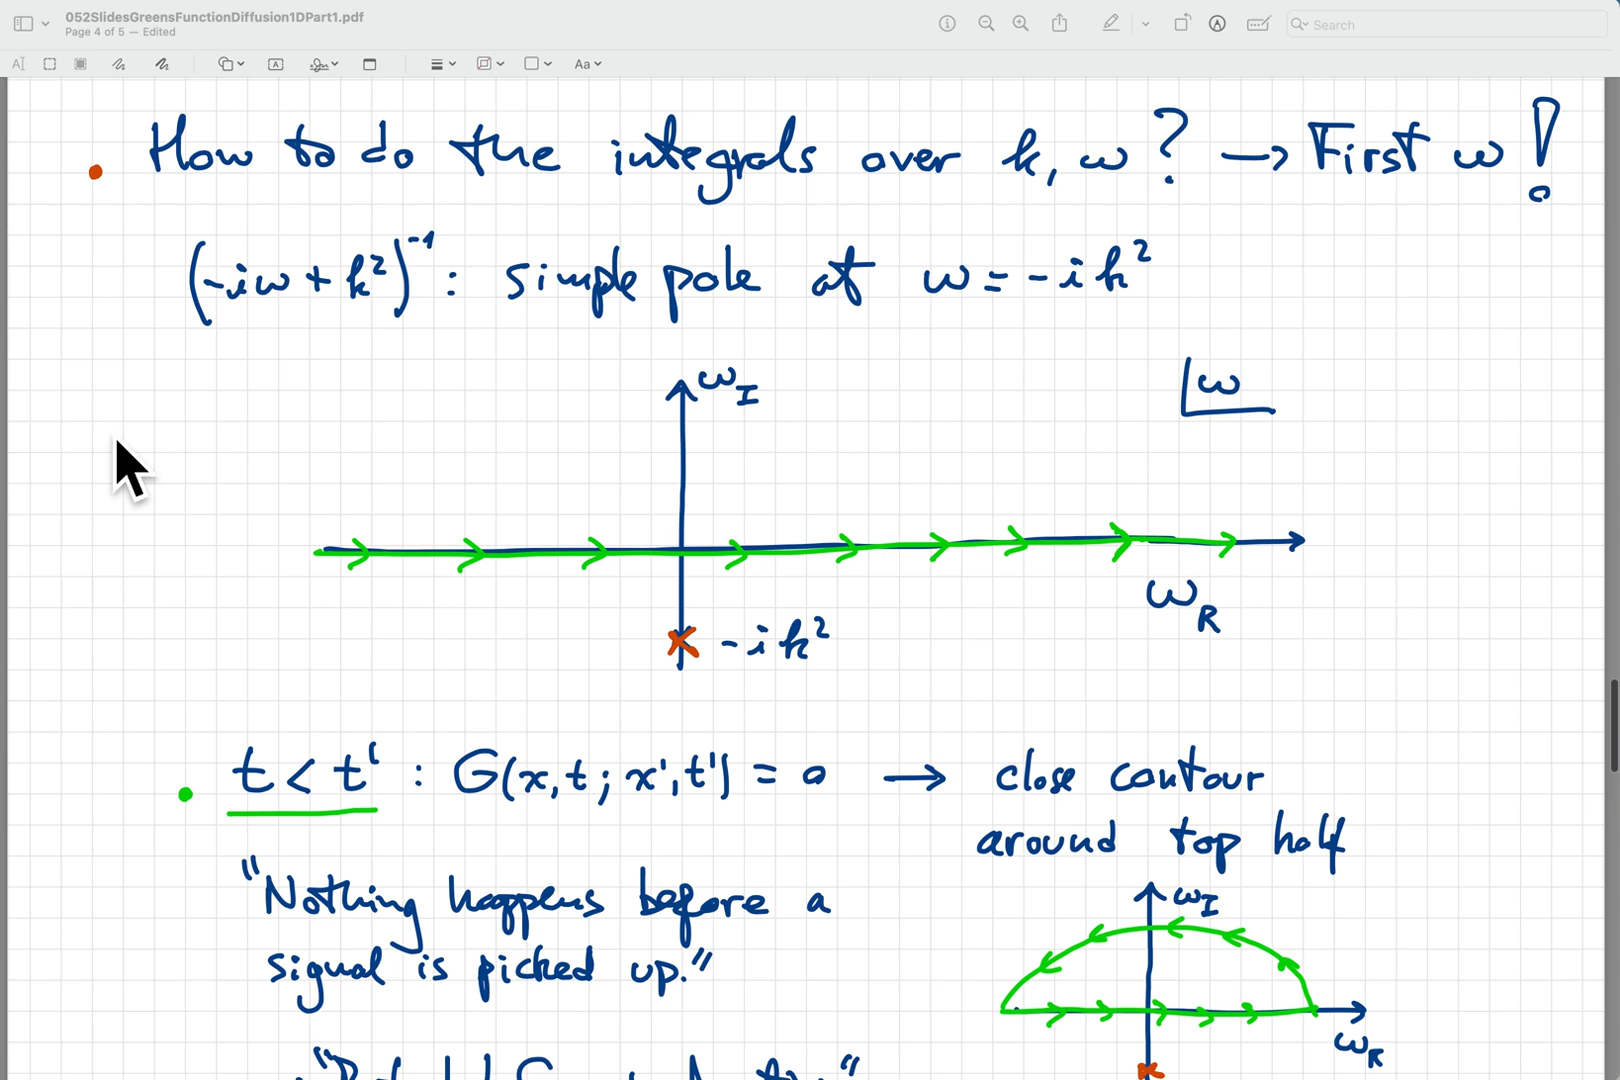 052SlidesGreensFunctionDiffusion1DPart1.pdf
Page 4 of 5 — Edited
Search
Aa
How to do the integrals over k, ω? → First ω!
(-iω + k²)⁻¹ : simple pole at ω = -ik²
ω_I
ω
ω_R
-ik²
t < t' : G(x,t; x',t') = 0 → close contour
around top half
"Nothing happens before a
signal is picked up."
ω_I
ω_R